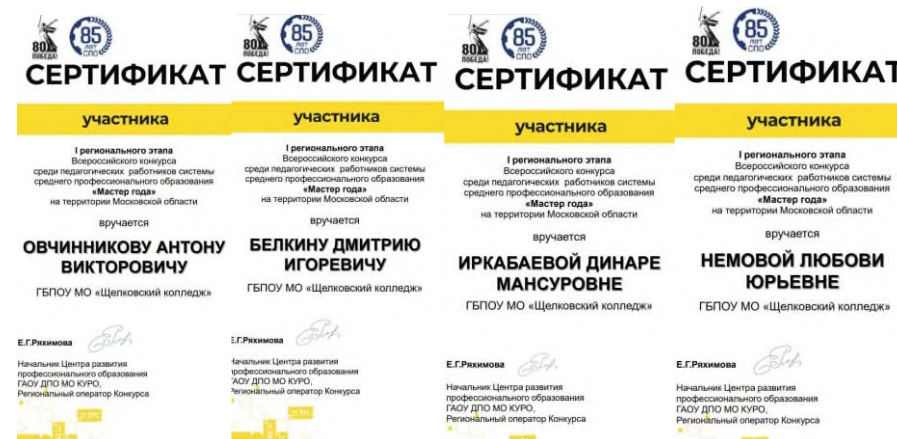 80
ПОБЕДА!
85
ЛЕТ
СПО
СЕРТИФИКАТ
участника
I регионального этапа
Всероссийского конкурса
среди педагогических работников системы
среднего профессионального образования
«Мастер года»
на территории Московской области
вручается
ОВЧИННИКОВУ АНТОНУ
ВИКТОРОВИЧУ
ГБПОУ МО «Щелковский колледж»
Е.Г.Ряхимова
Начальник Центра развития
профессионального образования
ГАОУ ДПО МО КУРО,
Региональный оператор Конкурса
80
ПОБЕДА!
85
ЛЕТ
СПО
СЕРТИФИКАТ
участника
I регионального этапа
Всероссийского конкурса
среди педагогических работников системы
среднего профессионального образования
«Мастер года»
на территории Московской области
вручается
БЕЛКИНУ ДМИТРИЮ
ИГОРЕВИЧУ
ГБПОУ МО «Щелковский колледж»
Е.Г.Ряхимова
Начальник Центра развития
профессионального образования
ГАОУ ДПО МО КУРО,
Региональный оператор Конкурса
80
ПОБЕДА!
85
ЛЕТ
СПО
СЕРТИФИКАТ
участника
I регионального этапа
Всероссийского конкурса
среди педагогических работников системы
среднего профессионального образования
«Мастер года»
на территории Московской области
вручается
ИРКАБАЕВОЙ ДИНАРЕ
МАНСУРОВНЕ
ГБПОУ МО «Щелковский колледж»
Е.Г.Ряхимова
Начальник Центра развития
профессионального образования
ГАОУ ДПО МО КУРО,
Региональный оператор Конкурса
80
ПОБЕДА!
85
ЛЕТ
СПО
СЕРТИФИКАТ
участника
I регионального этапа
Всероссийского конкурса
среди педагогических работников системы
среднего профессионального образования
«Мастер года»
на территории Московской области
вручается
НЕМОВОЙ ЛЮБОВИ
ЮРЬЕВНЕ
ГБПОУ МО «Щелковский колледж»
Е.Г.Ряхимова
Начальник Центра развития
профессионального образования
ГАОУ ДПО МО КУРО,
Региональный оператор Конкурса